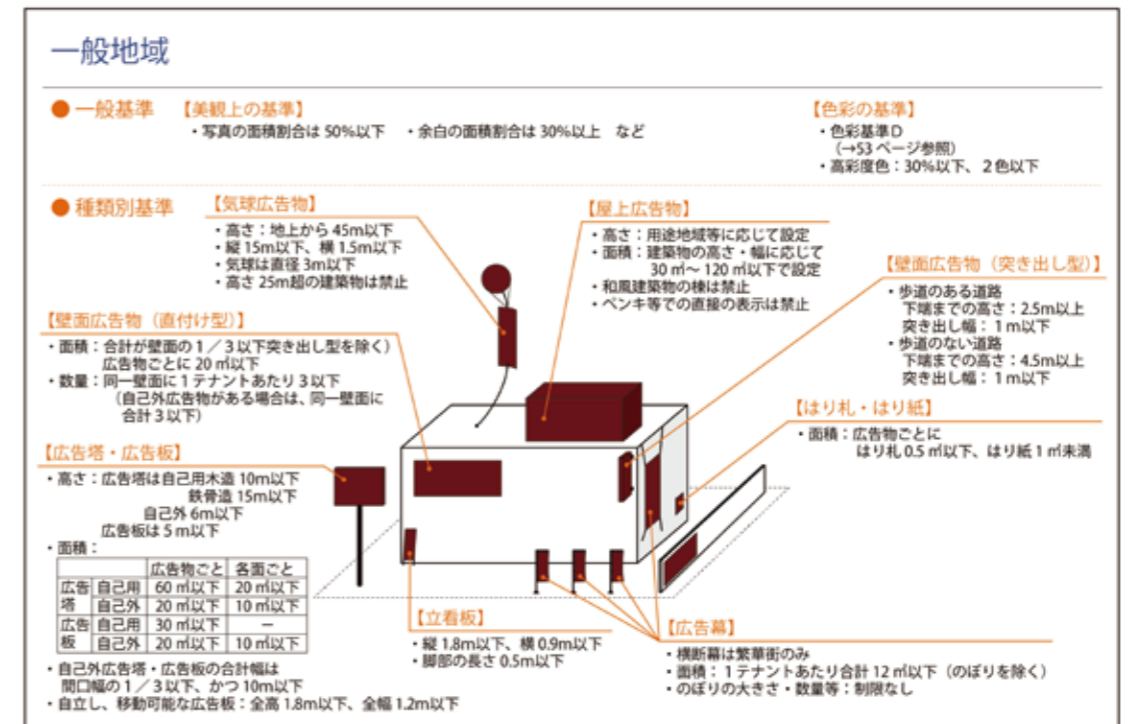 一般地域
● 一般基準
【美観上の基準】
・写真の面積割合は 50%以下　・余白の面積割合は 30%以上　など
【色彩の基準】
・色彩基準D
（→53 ページ参照）
・高彩度色：30%以下、2色以下
● 種類別基準
【気球広告物】
・高さ：地上から 45m以下
・縦 15m以下、横 1.5m以下
・気球は直径 3m以下
・高さ 25m超の建築物は禁止
【屋上広告物】
・高さ：用途地域等に応じて設定
・面積：建築物の高さ・幅に応じて
30 ㎡～ 120 ㎡以下で設定
・和風建築物の棟は禁止
・ペンキ等での直接の表示は禁止
【壁面広告物（突き出し型）】
・歩道のある道路
下端までの高さ：2.5m以上
突き出し幅： 1m以下
・歩道のない道路
下端までの高さ：4.5m以上
突き出し幅： 1m以下
【壁面広告物（直付け型）】
・面積：合計が壁面の 1／3以下突き出し型を除く）
広告物ごとに 20 ㎡以下
・数量：同一壁面に 1テナントあたり 3以下
（自己外広告物がある場合は、同一壁面に
合計 3以下）
【はり札・はり紙】
・面積：広告物ごとに
はり札 0.5 ㎡以下、はり紙 1 ㎡未満
【広告塔・広告板】
・高さ：広告塔は自己用木造 10m以下
鉄骨造 15m以下
自己外 6m以下
広告板は 5 m以下
・面積：
広告物ごと 各面ごと
広告塔 自己用 60 ㎡以下 20 ㎡以下
自己外 20 ㎡以下 10 ㎡以下
広告板 自己用 30 ㎡以下 －
自己外 20 ㎡以下 10 ㎡以下
・自己外広告塔・広告板の合計幅は
間口幅の 1／3以下、かつ 10m以下
・自立し、移動可能な広告板：全高 1.8m以下、全幅 1.2m以下
【立看板】
・縦 1.8m以下、横 0.9m以下
・脚部の長さ 0.5m以下
【広告幕】
・横断幕は繁華街のみ
・面積：1テナントあたり合計 12 ㎡以下（のぼりを除く）
・のぼりの大きさ・数量等：制限なし